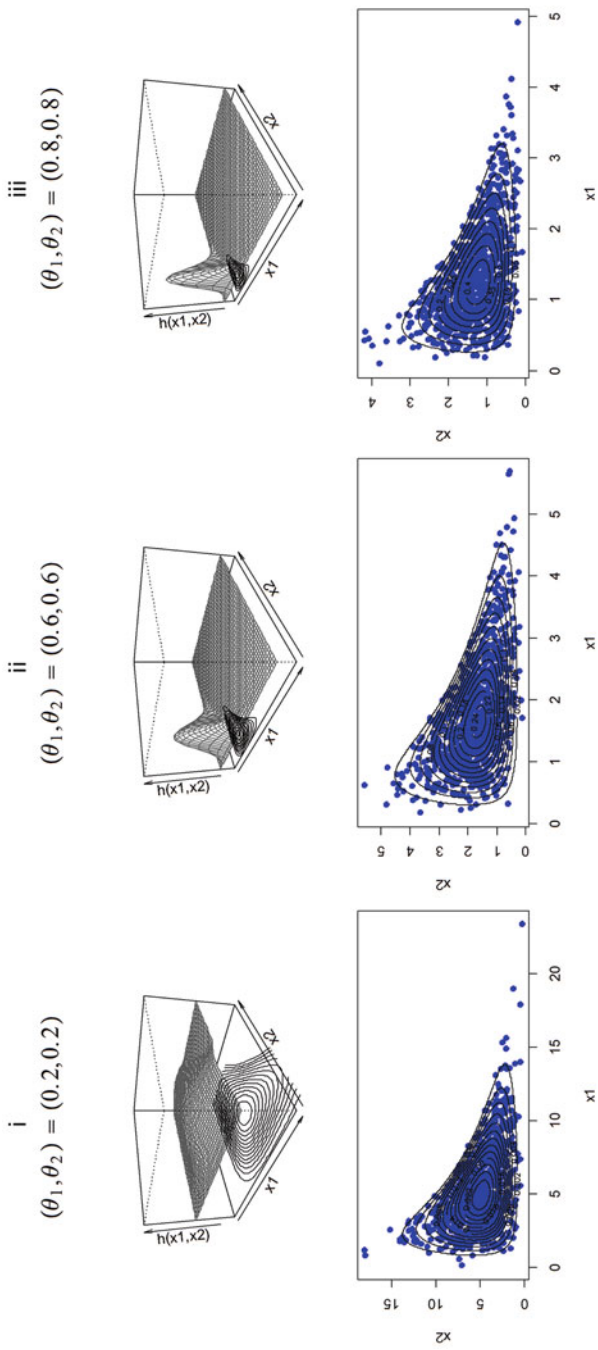 i
(θ₁,θ₂) = (0.2,0.2)
h(x1,x2)
x1
x2
x2
15
10
5
0
0
5
10
15
20
x1
ii
(θ₁,θ₂) = (0.6,0.6)
h(x1,x2)
x1
x2
x2
5
4
3
2
1
0
0
1
2
3
4
5
x1
0.24
iii
(θ₁,θ₂) = (0.8,0.8)
h(x1,x2)
x1
x2
x2
4
3
2
1
0
0
1
2
3
4
5
x1